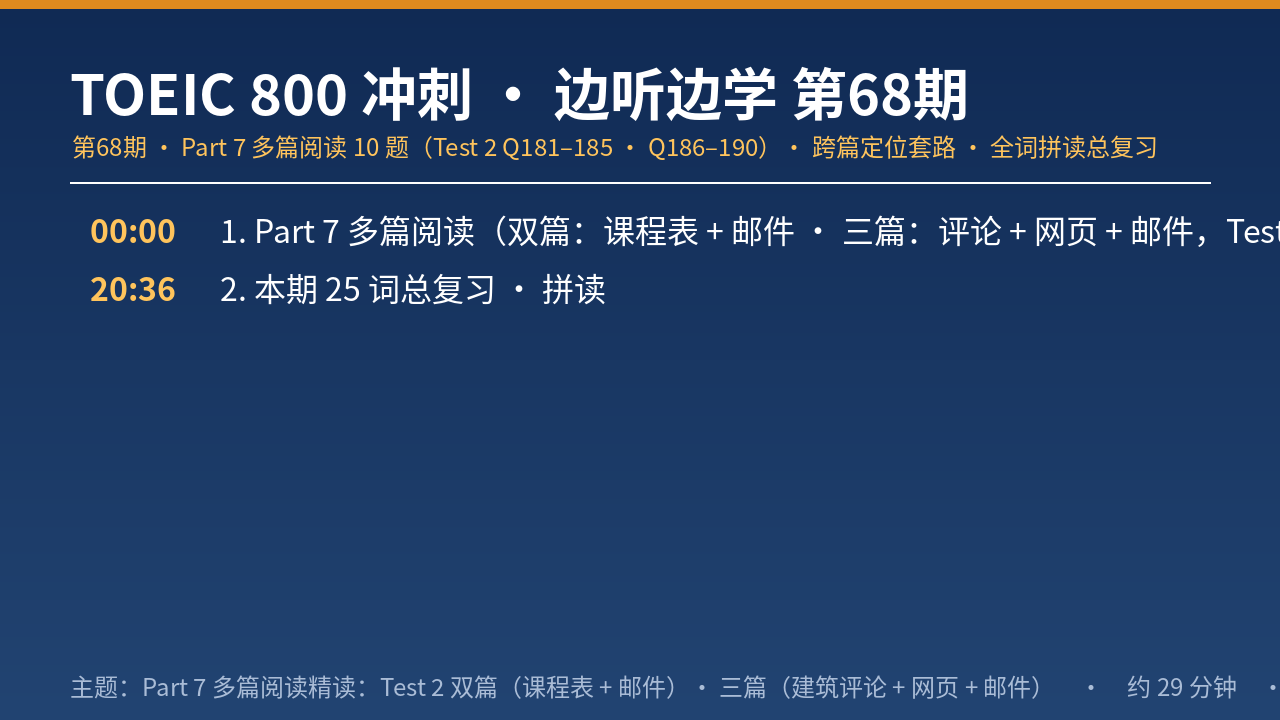 TOEIC 800 冲刺 · 边听边学 第68期
第68期 · Part 7 多篇阅读 10 题（Test 2 Q181–185 · Q186–190） · 跨篇定位套路 · 全词拼读总复习
00:00 1. Part 7 多篇阅读（双篇：课程表 + 邮件 · 三篇：评论 + 网页 + 邮件，Test
20:36 2. 本期 25 词总复习 · 拼读
主题：Part 7 多篇阅读精读：Test 2 双篇（课程表 + 邮件） · 三篇（建筑评论 + 网页 + 邮件） · 约 29 分钟 ·